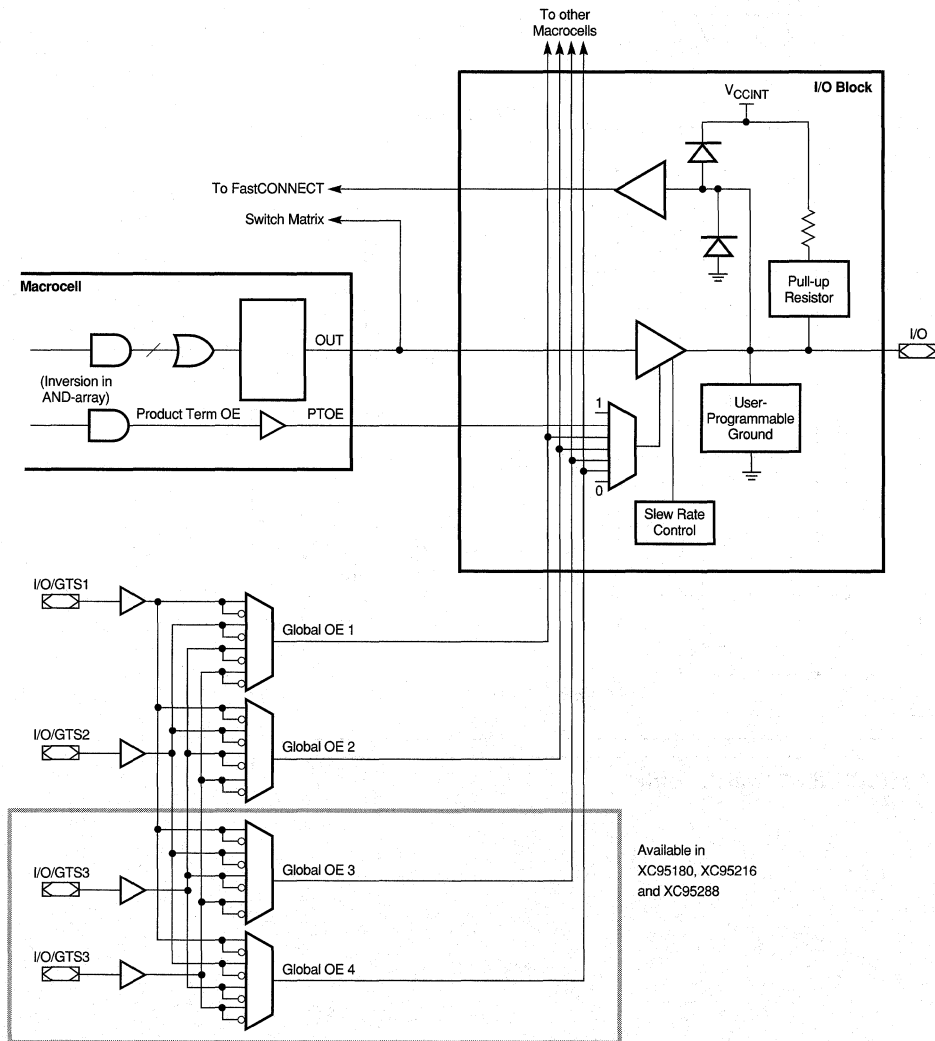 To other
Macrocells
I/O Block
VCCINT
To FastCONNECT
Switch Matrix
Macrocell
Pull-up
Resistor
OUT
I/O
(Inversion in
AND-array)
Product Term OE
PTOE
1
0
User-
Programmable
Ground
Slew Rate
Control
I/O/GTS1
Global OE 1
I/O/GTS2
Global OE 2
I/O/GTS3
Global OE 3
Available in
XC95180, XC95216
and XC95288
I/O/GTS3
Global OE 4